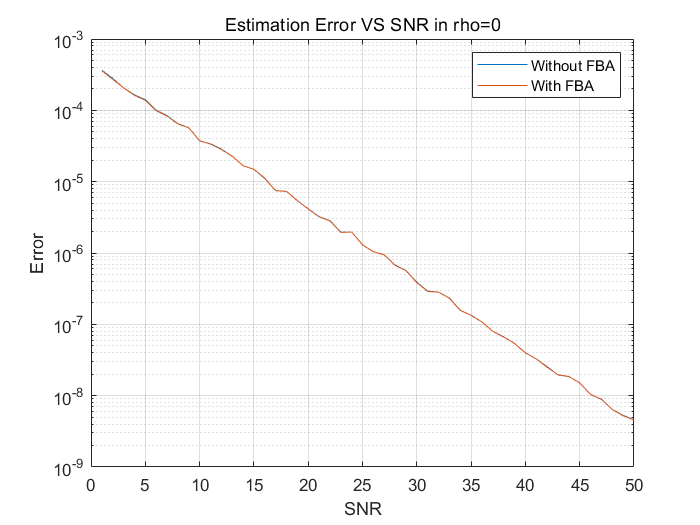 Estimation Error VS SNR in rho=0
Without FBA
With FBA
Error
10^-3
10^-4
10^-5
10^-6
10^-7
10^-8
10^-9
0 5 10 15 20 25 30 35 40 45 50
SNR